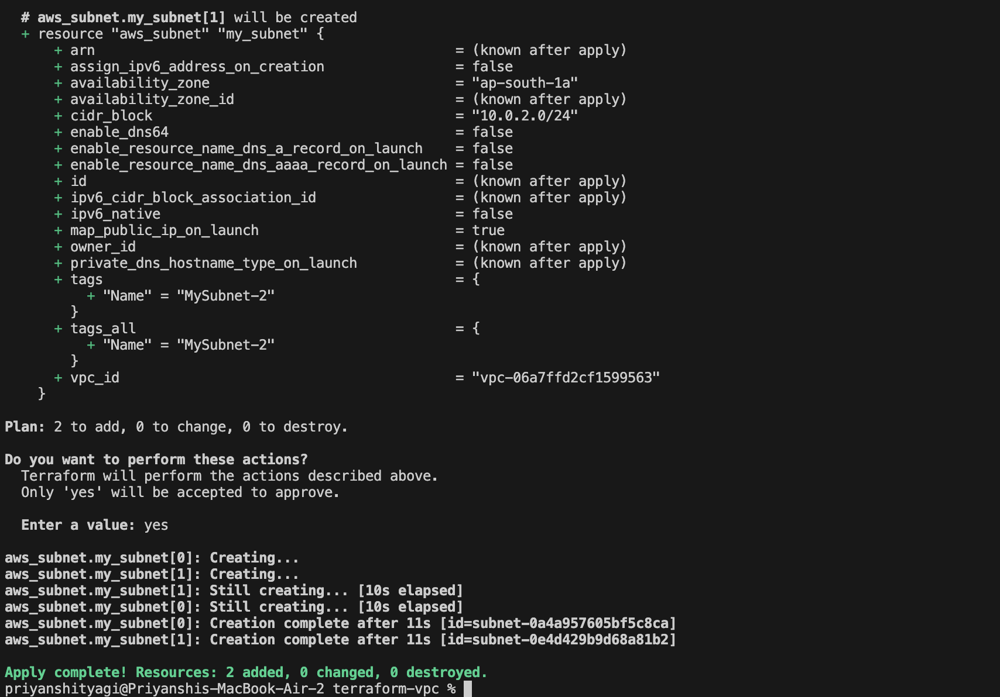 # aws_subnet.my_subnet[1] will be created
+ resource "aws_subnet" "my_subnet" {
+ arn = (known after apply)
+ assign_ipv6_address_on_creation = false
+ availability_zone = "ap-south-1a"
+ availability_zone_id = (known after apply)
+ cidr_block = "10.0.2.0/24"
+ enable_dns64 = false
+ enable_resource_name_dns_a_record_on_launch = false
+ enable_resource_name_dns_aaaa_record_on_launch = false
+ id = (known after apply)
+ ipv6_cidr_block_association_id = (known after apply)
+ ipv6_native = false
+ map_public_ip_on_launch = true
+ owner_id = (known after apply)
+ private_dns_hostname_type_on_launch = (known after apply)
+ tags = {
+ "Name" = "MySubnet-2"
}
+ tags_all = {
+ "Name" = "MySubnet-2"
}
+ vpc_id = "vpc-06a7ffd2cf1599563"
}
Plan: 2 to add, 0 to change, 0 to destroy.
Do you want to perform these actions?
Terraform will perform the actions described above.
Only 'yes' will be accepted to approve.
Enter a value: yes
aws_subnet.my_subnet[0]: Creating...
aws_subnet.my_subnet[1]: Creating...
aws_subnet.my_subnet[1]: Still creating... [10s elapsed]
aws_subnet.my_subnet[0]: Still creating... [10s elapsed]
aws_subnet.my_subnet[0]: Creation complete after 11s [id=subnet-0a4a957605bf5c8ca]
aws_subnet.my_subnet[1]: Creation complete after 11s [id=subnet-0e4d429b9d68a81b2]
Apply complete! Resources: 2 added, 0 changed, 0 destroyed.
priyanshityagi@Priyanshis-MacBook-Air-2 terraform-vpc %